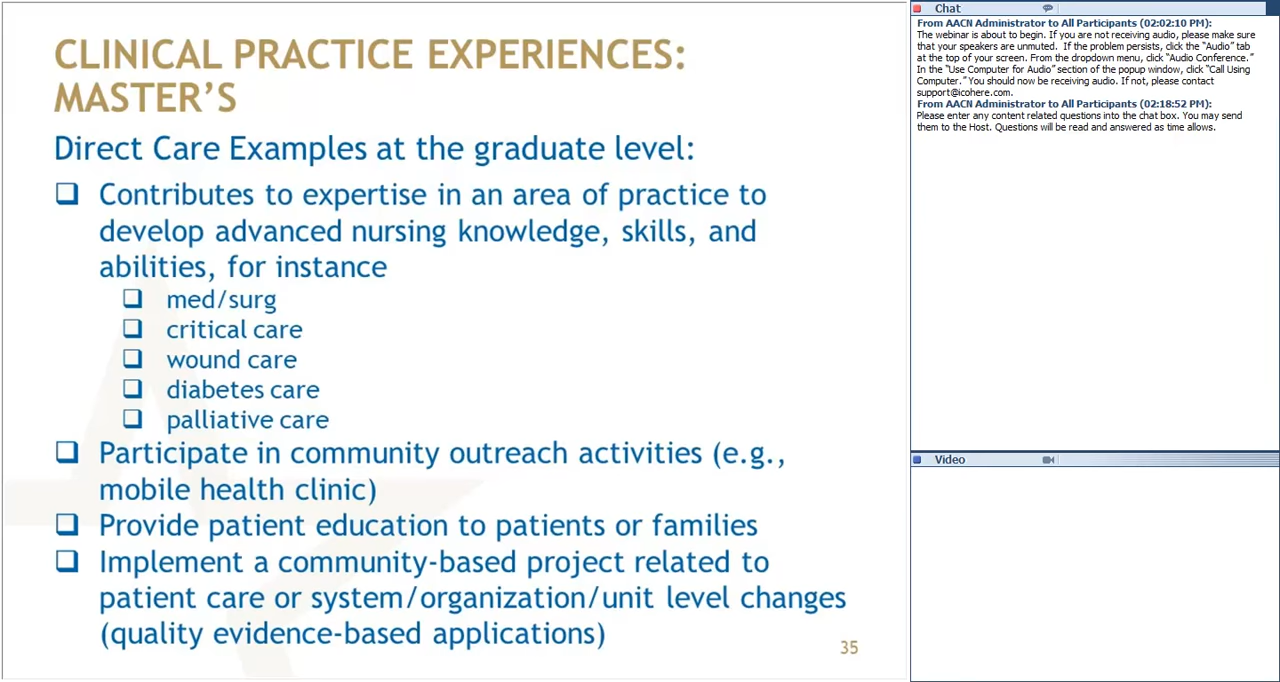 CLINICAL PRACTICE EXPERIENCES:
MASTER'S
Direct Care Examples at the graduate level:
❑ Contributes to expertise in an area of practice to
develop advanced nursing knowledge, skills, and
abilities, for instance
❑ med/surg
❑ critical care
❑ wound care
❑ diabetes care
❑ palliative care
❑ Participate in community outreach activities (e.g.,
mobile health clinic)
❑ Provide patient education to patients or families
❑ Implement a community-based project related to
patient care or system/organization/unit level changes
(quality evidence-based applications)
35
Chat
From AACN Administrator to All Participants (02:02:10 PM):
The webinar is about to begin. If you are not receiving audio, please make sure
that your speakers are unmuted. If the problem persists, click the "Audio" tab
at the top of your screen. From the dropdown menu, click "Audio Conference."
In the "Use Computer for Audio" section of the popup window, click "Call Using
Computer." You should now be receiving audio. If not, please contact
support@icohere.com.
From AACN Administrator to All Participants (02:18:52 PM):
Please enter any content related questions into the chat box. You may send
them to the Host. Questions will be read and answered as time allows.
Video